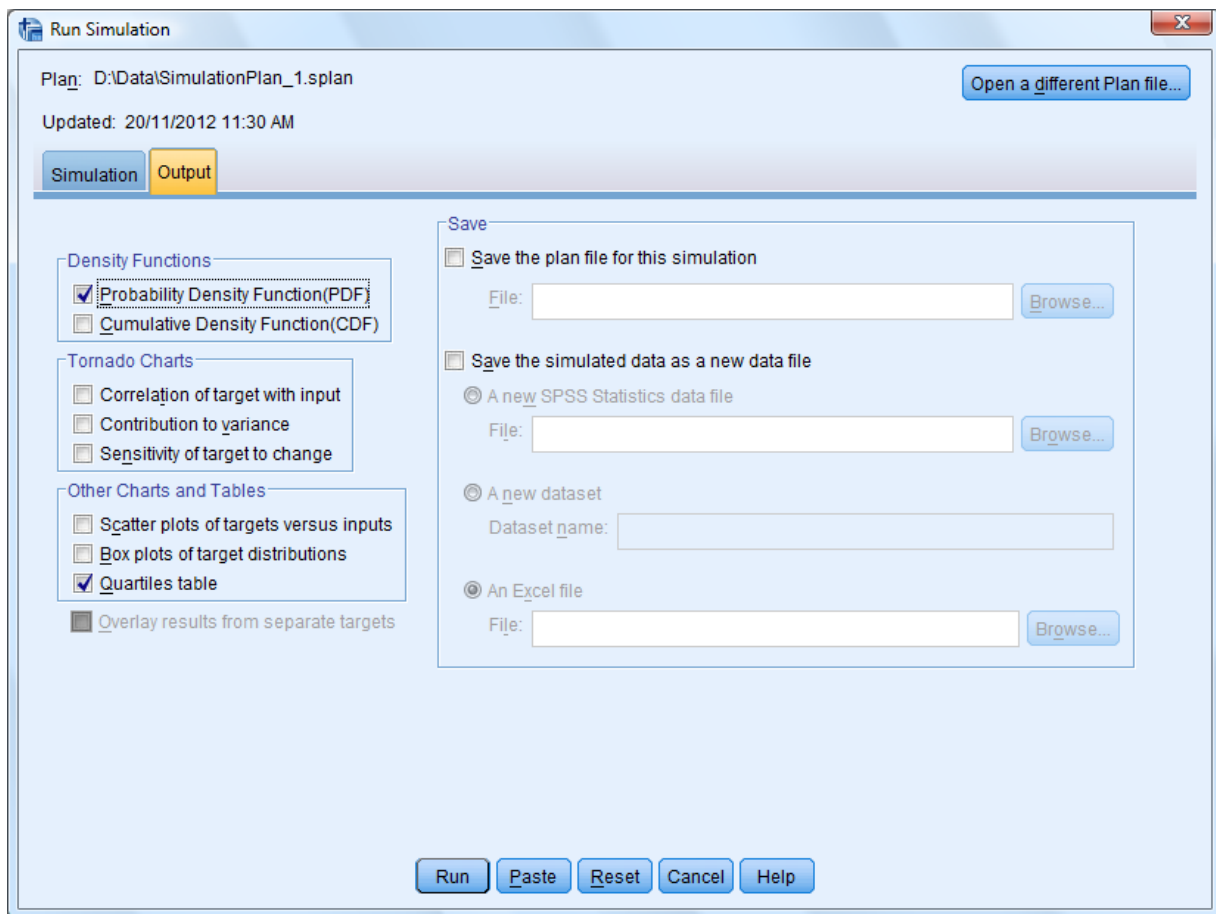 Run Simulation
Plan: D:\Data\SimulationPlan_1.splan
Open a different Plan file...
Updated: 20/11/2012 11:30 AM
Simulation
Output
Density Functions
Probability Density Function(PDF)
Cumulative Density Function(CDF)
Tornado Charts
Correlation of target with input
Contribution to variance
Sensitivity of target to change
Other Charts and Tables
Scatter plots of targets versus inputs
Box plots of target distributions
Quartiles table
Overlay results from separate targets
Save
Save the plan file for this simulation
File:
Browse...
Save the simulated data as a new data file
A new SPSS Statistics data file
File:
Browse...
A new dataset
Dataset name:
An Excel file
File:
Browse...
Run
Paste
Reset
Cancel
Help